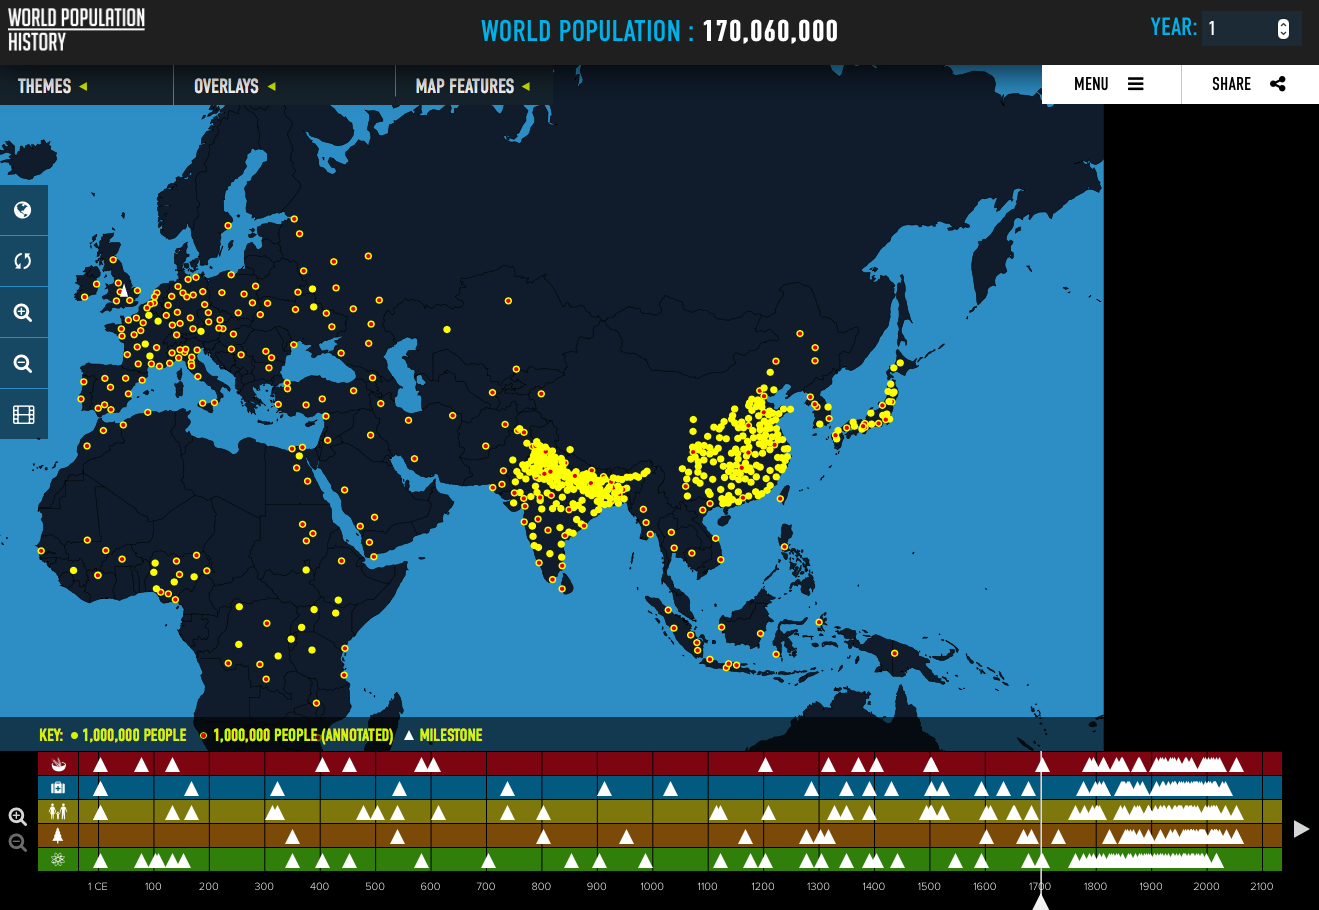 WORLD POPULATION
HISTORY
WORLD POPULATION : 170,060,000
YEAR: 1
THEMES
OVERLAYS
MAP FEATURES
MENU
SHARE
KEY: 1,000,000 PEOPLE 1,000,000 PEOPLE (ANNOTATED) MILESTONE
1 CE 100 200 300 400 500 600 700 800 900 1000 1100 1200 1300 1400 1500 1600 1700 1800 1900 2000 2100